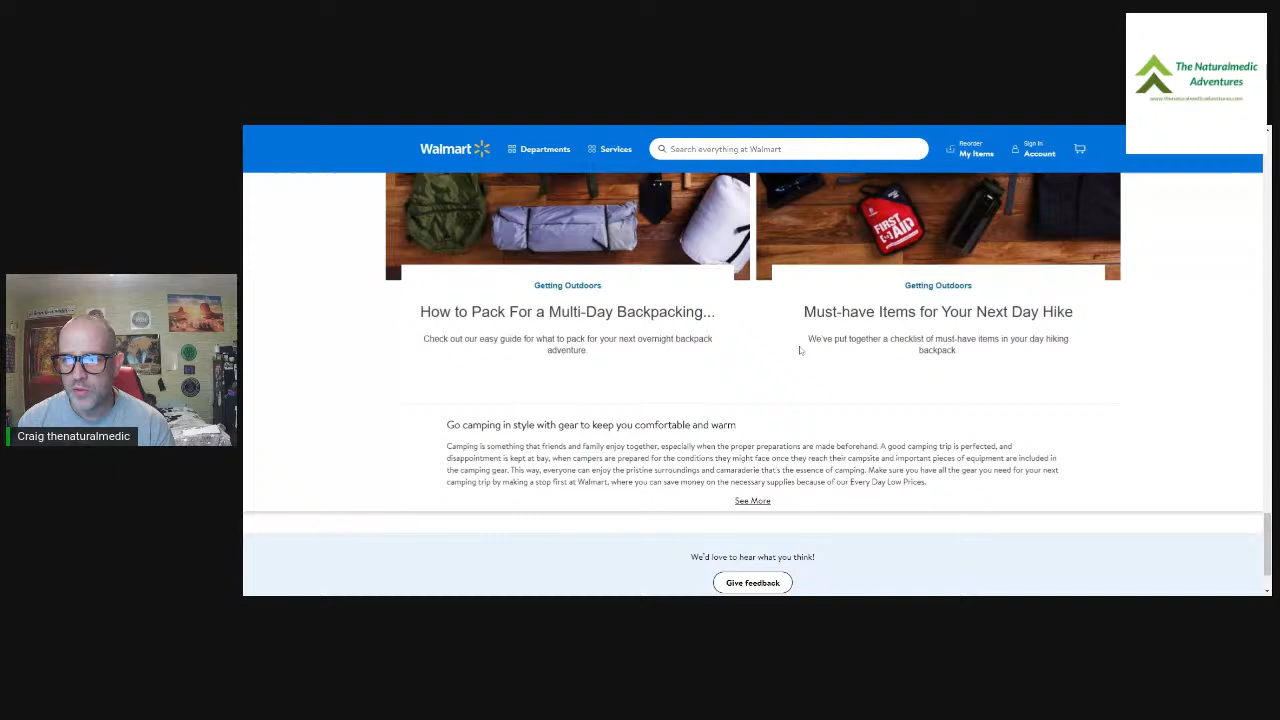 The Naturalmedic
Adventures
www.thenaturalmedicadventures.com
Walmart
Departments
Services
Search everything at Walmart
Reorder
My Items
Sign In
Account
FIRST
AID
Getting Outdoors
How to Pack For a Multi-Day Backpacking...
Check out our easy guide for what to pack for your next overnight backpack
adventure.
Getting Outdoors
Must-have Items for Your Next Day Hike
We've put together a checklist of must-have items in your day hiking
backpack
Craig thenaturalmedic
Go camping in style with gear to keep you comfortable and warm
Camping is something that friends and family enjoy together, especially when the proper preparations are made beforehand. A good camping trip is perfected, and
disappointment is kept at bay, when campers are prepared for the conditions they might face once they reach their campsite and important pieces of equipment are included in
the camping gear. This way, everyone can enjoy the pristine surroundings and camaraderie that's the essence of camping. Make sure you have all the gear you need for your next
camping trip by making a stop first at Walmart, where you can save money on the necessary supplies because of our Every Day Low Prices.
See More
We'd love to hear what you think!
Give feedback